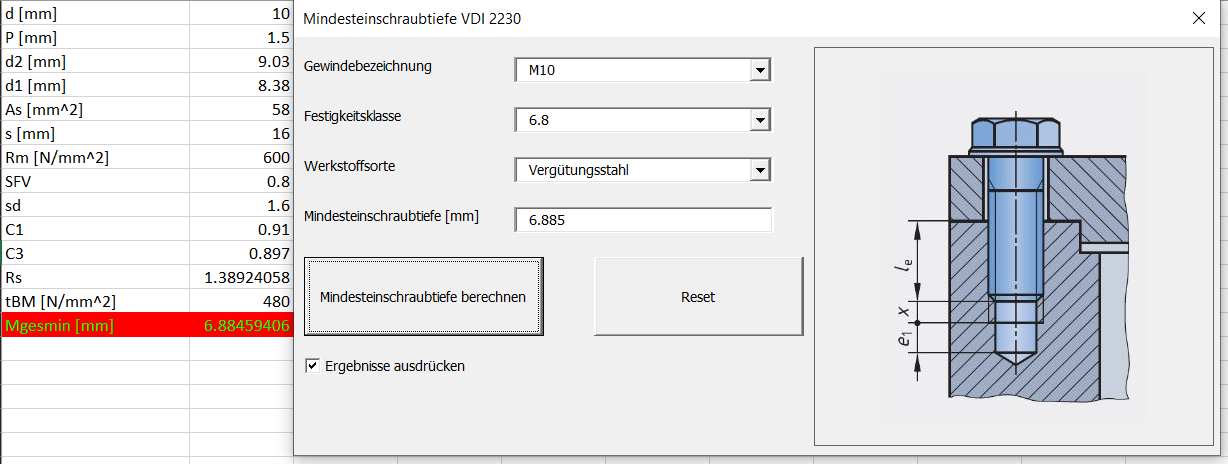 d [mm] 10
P [mm] 1.5
d2 [mm] 9.03
d1 [mm] 8.38
As [mm^2] 58
s [mm] 16
Rm [N/mm^2] 600
SFV 0.8
sd 1.6
C1 0.91
C3 0.897
Rs 1.38924058
tBM [N/mm^2] 480
Mgesmin [mm] 6.88459406
Mindesteinschraubtiefe VDI 2230
Gewindebezeichnung M10
Festigkeitsklasse 6.8
Werkstoffsorte Vergütungsstahl
Mindesteinschraubtiefe [mm] 6.885
Mindesteinschraubtiefe berechnen Reset
Ergebnisse ausdrücken
le
x
e1